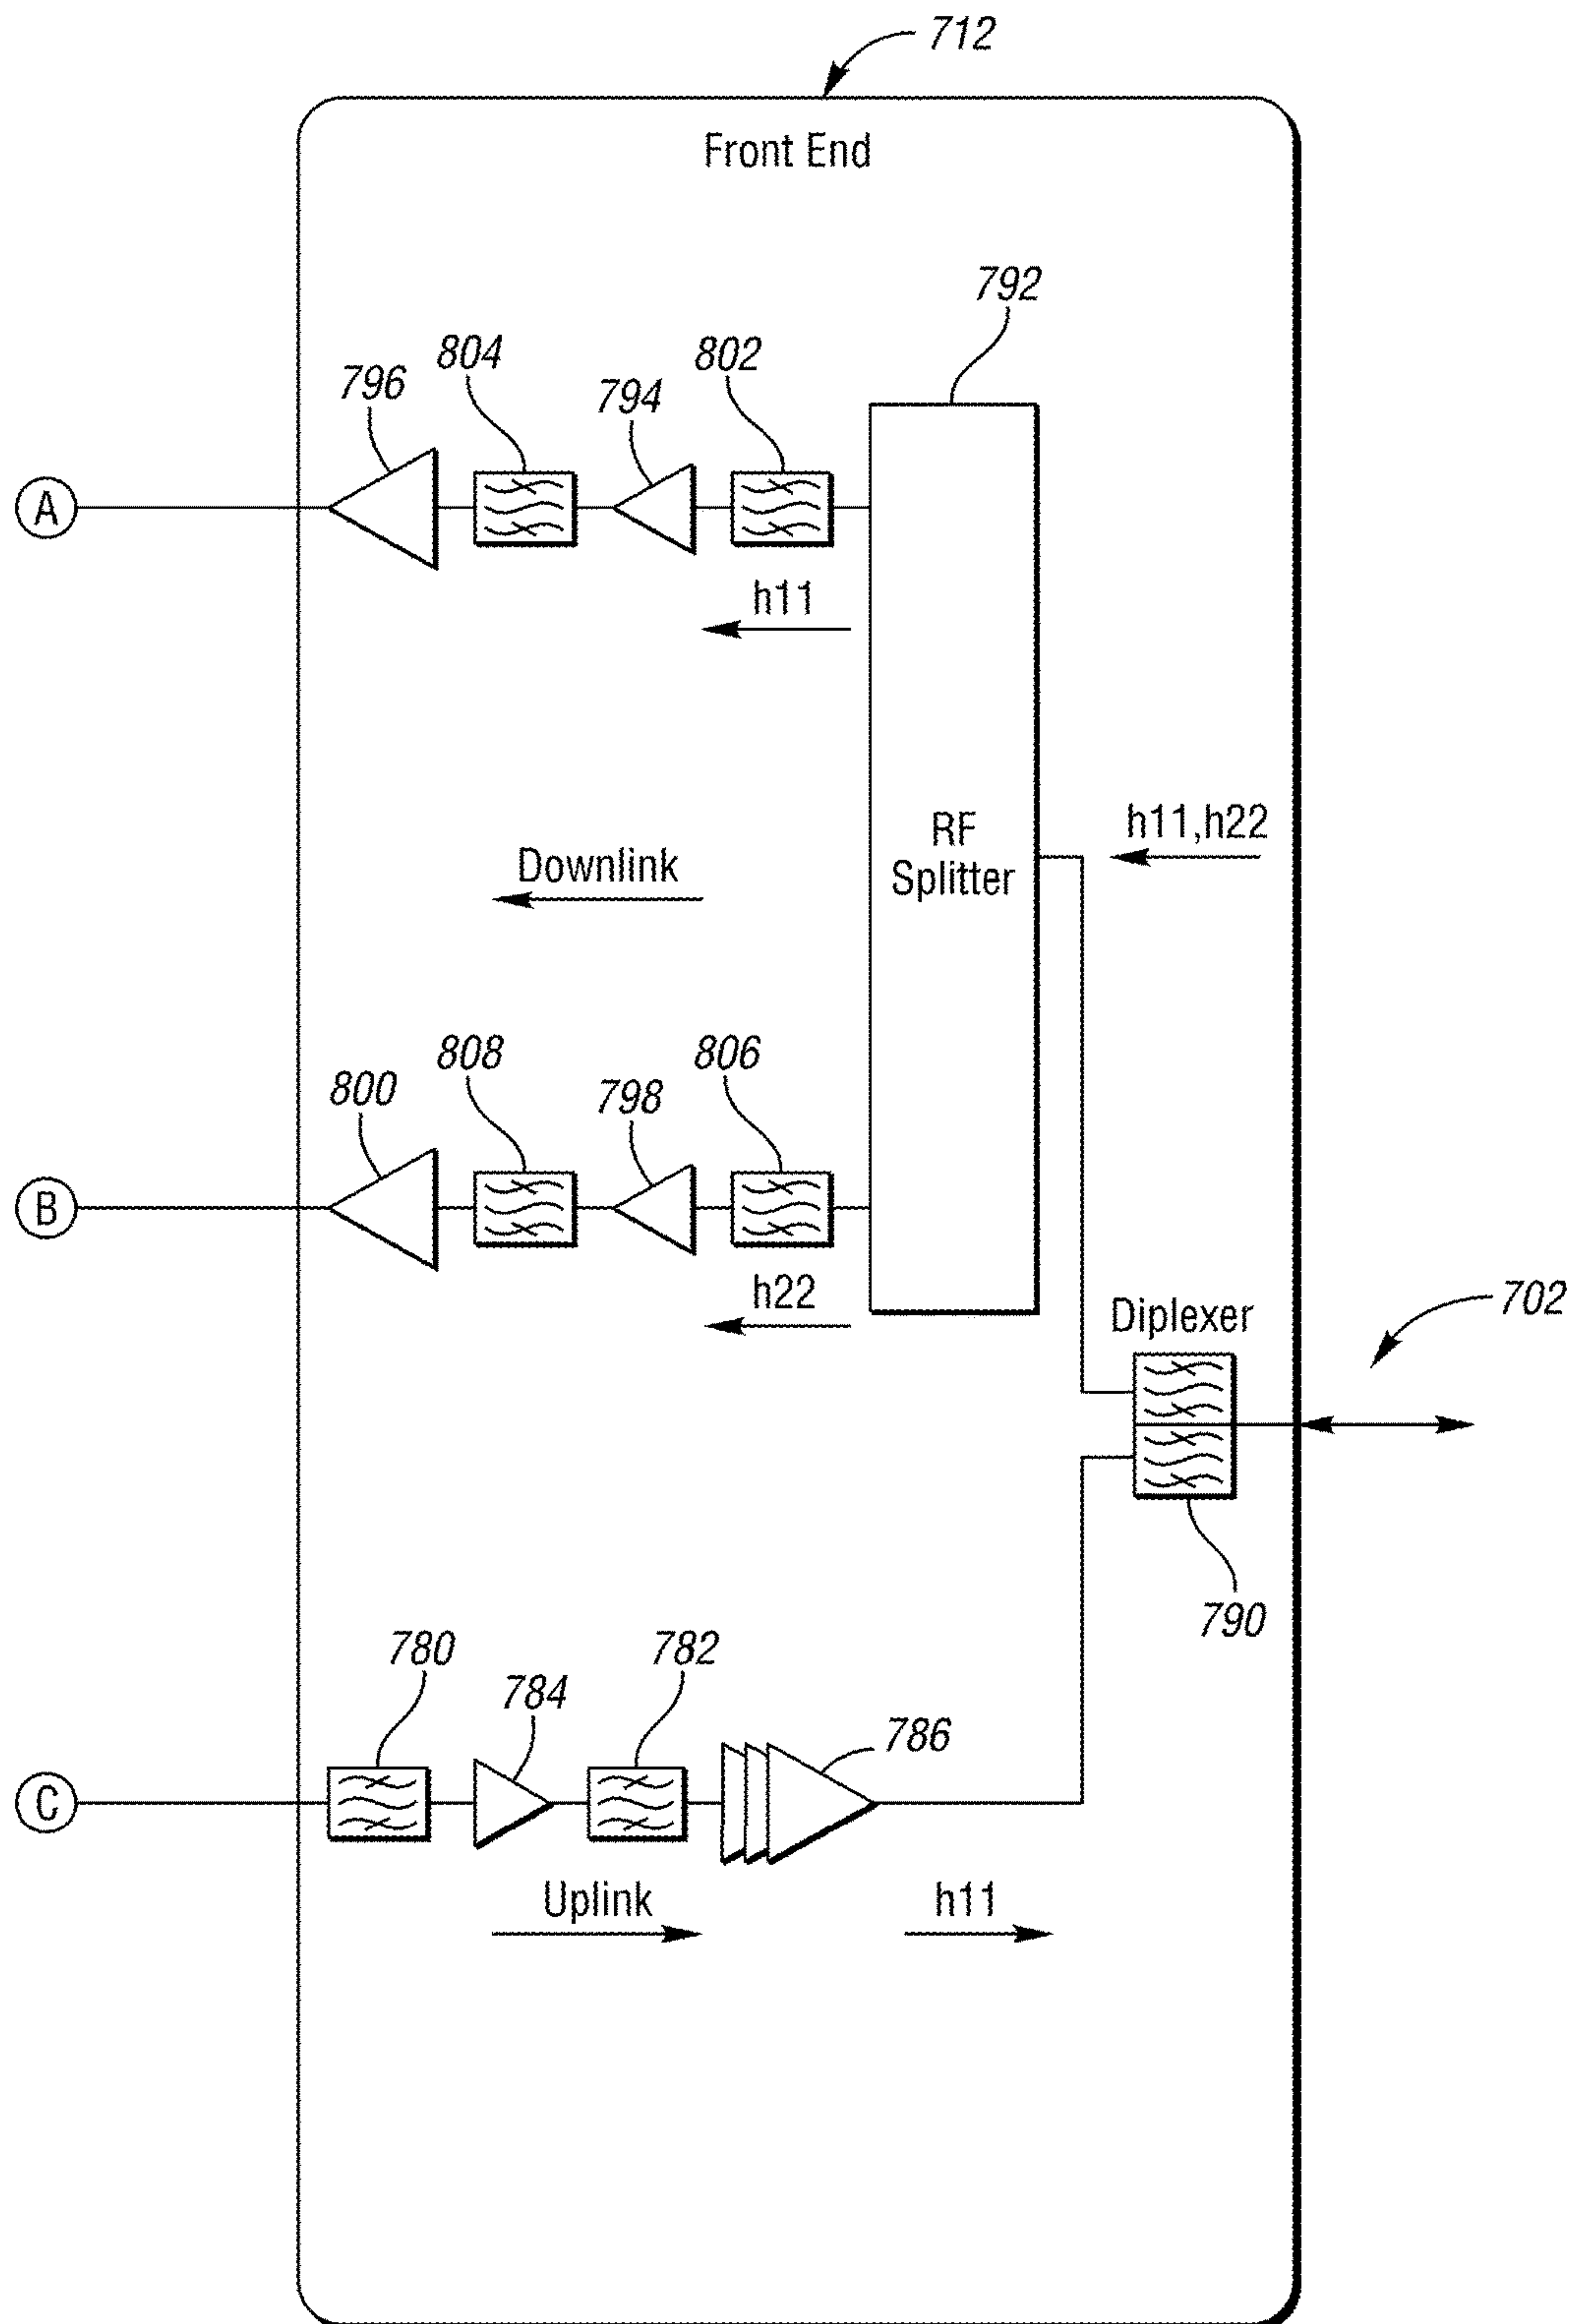 712
Front End
792
804
802
796
794
A
h11
h11,h22
RF
Splitter
Downlink
808
806
800
798
B
h22
702
Diplexer
790
780
782
784
786
C
Uplink
h11